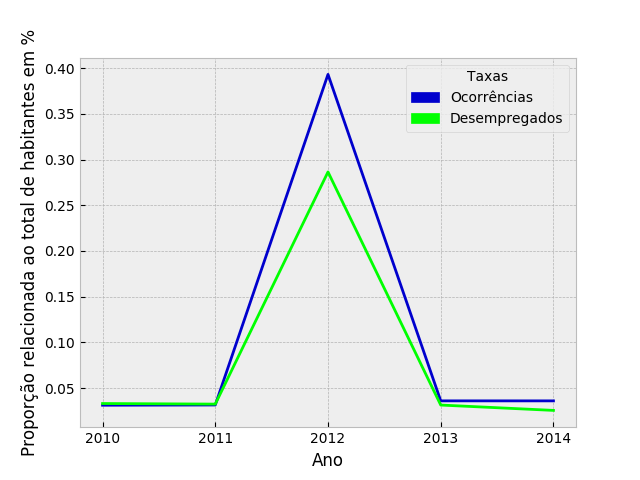 Proporção relacionada ao total de habitantes em %
0.40
0.35
0.30
0.25
0.20
0.15
0.10
0.05
Taxas
Ocorrências
Desempregados
2010 2011 2012 2013 2014
Ano